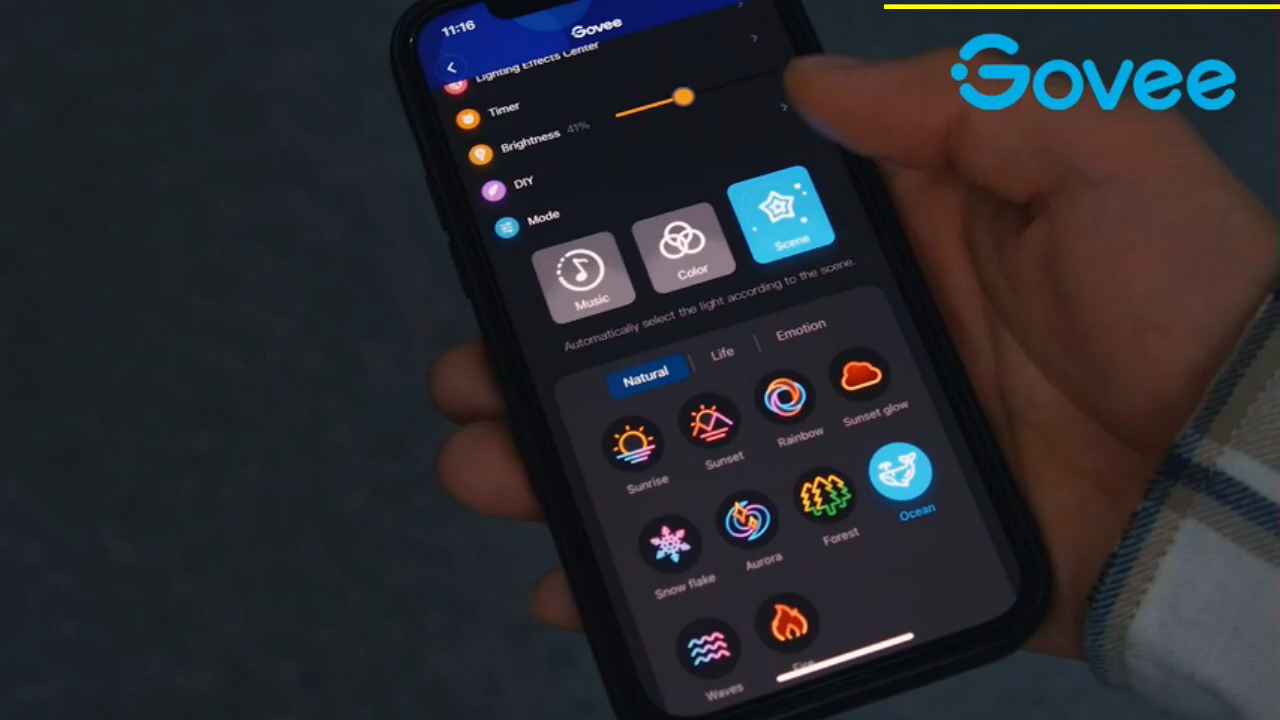 11:16
Govee
Govee
Lighting Effects Center
Timer
Brightness 41%
DIY
Mode
Music
Color
Scene
Automatically select the light according to the scene.
Natural
Life
Emotion
Sunrise
Sunset
Rainbow
Sunset glow
Snow flake
Aurora
Forest
Ocean
Waves
Fire